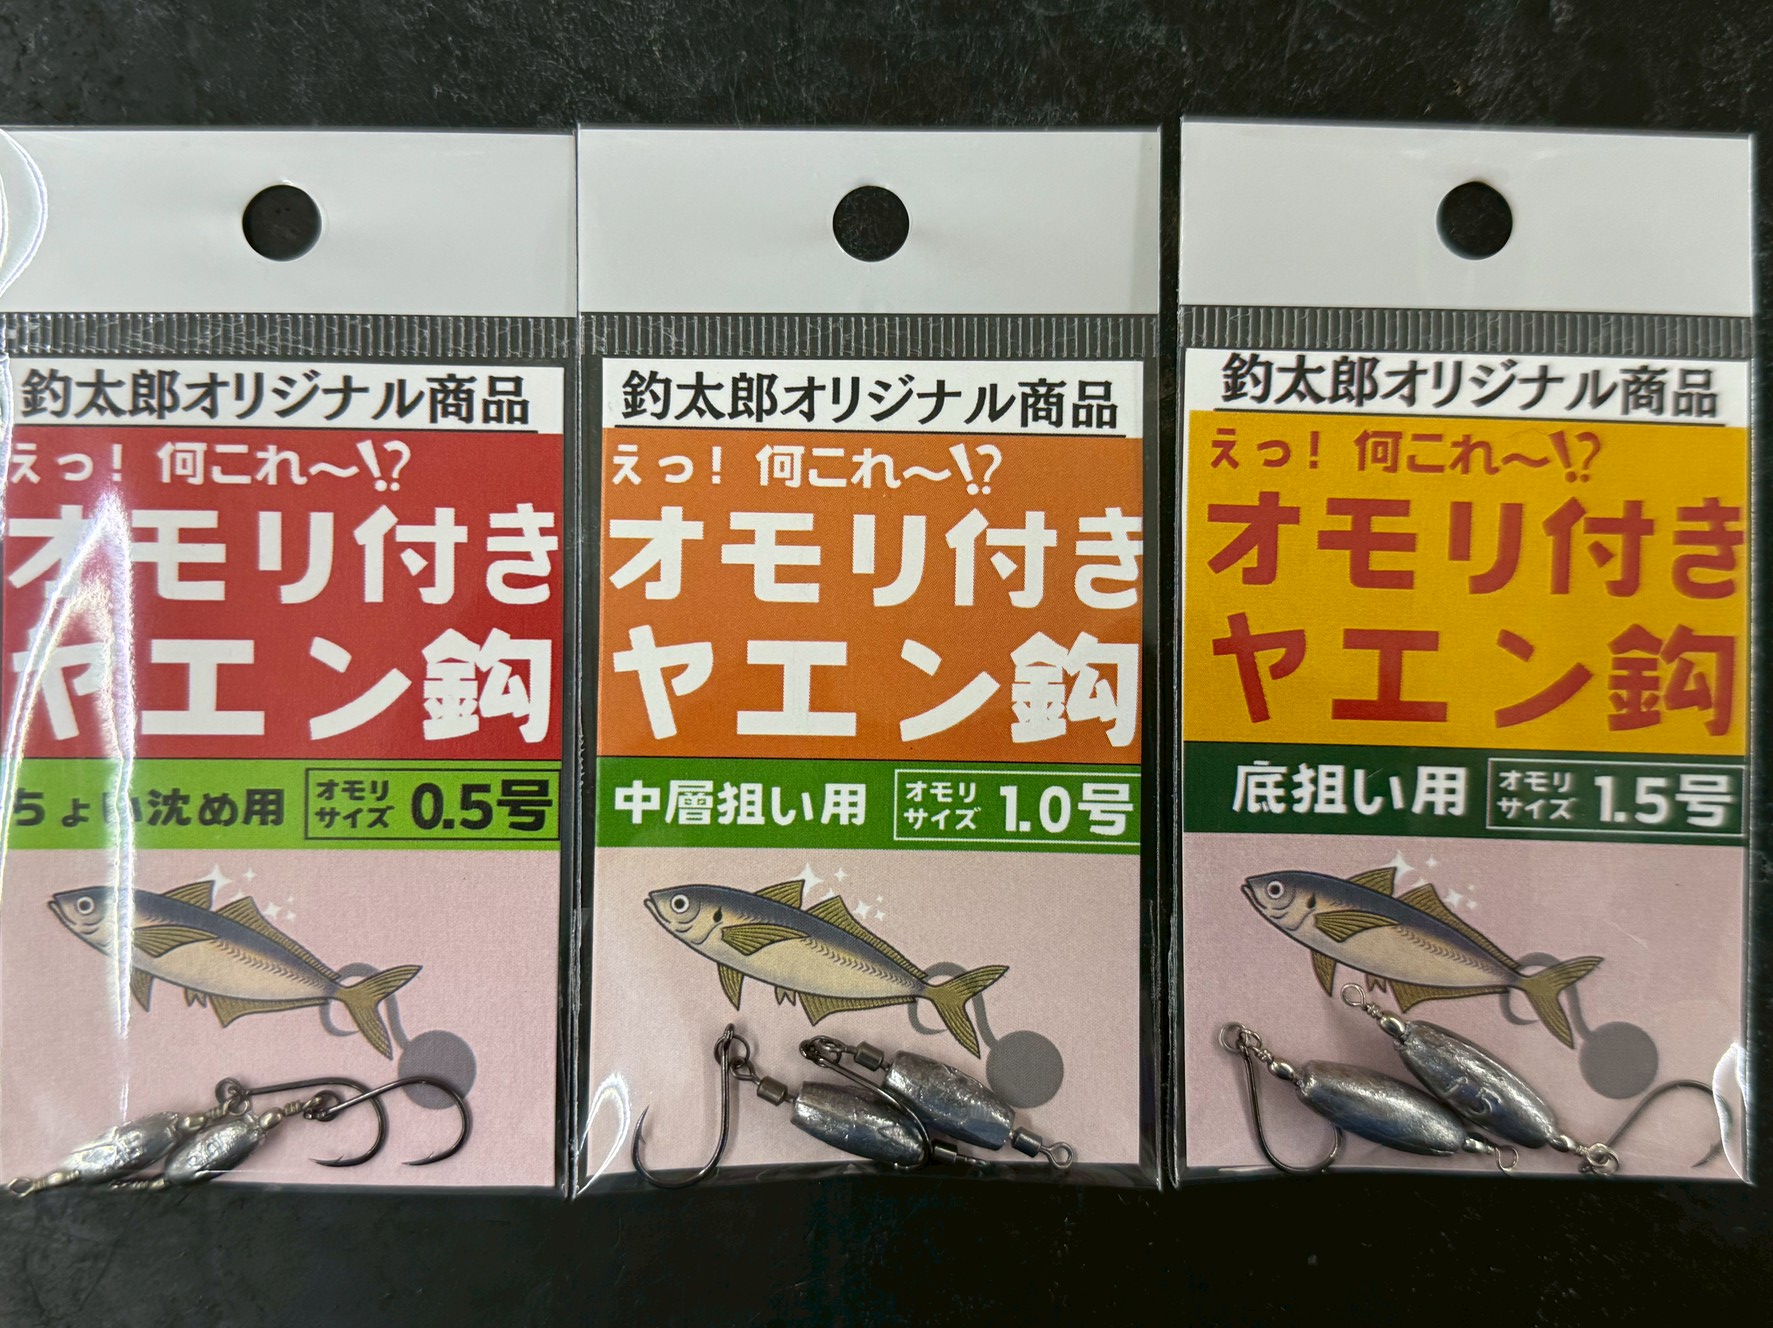 釣太郎オリジナル商品
えっ！何これ〜!?
オモリ付き
ヤエン鈎
ちょい沈め用
オモリサイズ 0.5号
釣太郎オリジナル商品
えっ！何これ〜!?
オモリ付き
ヤエン鈎
中層狙い用
オモリサイズ 1.0号
釣太郎オリジナル商品
えっ！何これ〜!?
オモリ付き
ヤエン鈎
底狙い用
オモリサイズ 1.5号
1.5